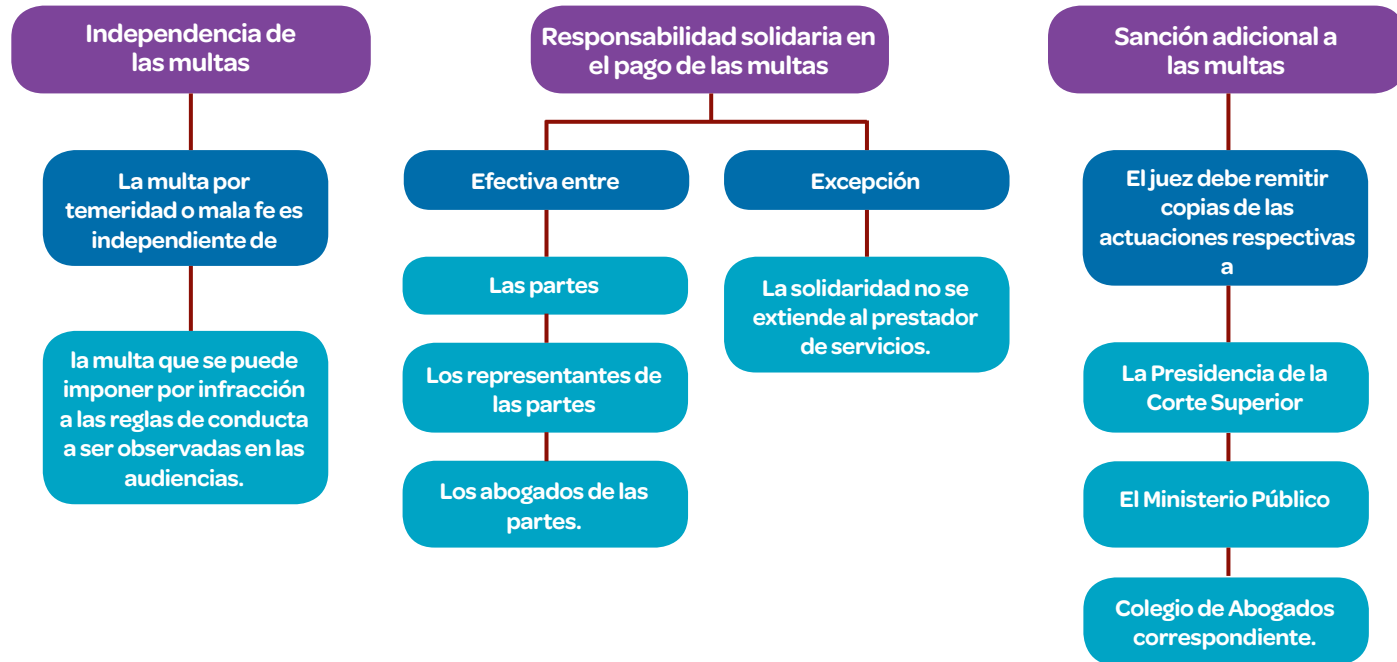 Independencia de
las multas
La multa por
temeridad o mala fe es
independiente de
la multa que se puede
imponer por infracción
a las reglas de conducta
a ser observadas en las
audiencias.
Responsabilidad solidaria en
el pago de las multas
Efectiva entre
Las partes
Los representantes de
las partes
Los abogados de las
partes.
Excepción
La solidaridad no se
extiende al prestador
de servicios.
Sanción adicional a
las multas
El juez debe remitir
copias de las
actuaciones respectivas
a
La Presidencia de la
Corte Superior
El Ministerio Público
Colegio de Abogados
correspondiente.